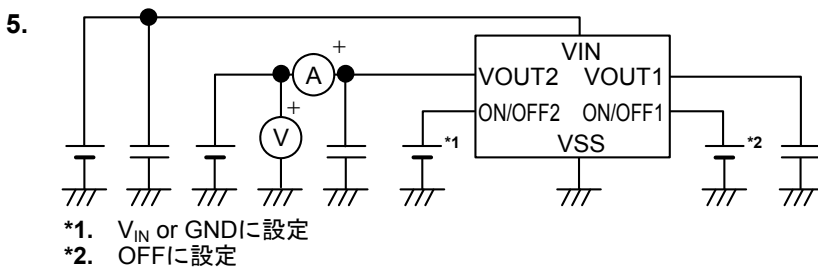 5.
VIN
VOUT2 VOUT1
ON/OFF2 ON/OFF1
VSS
+
A
+
V
*1
*2
*1. VIN or GNDに設定
*2. OFFに設定